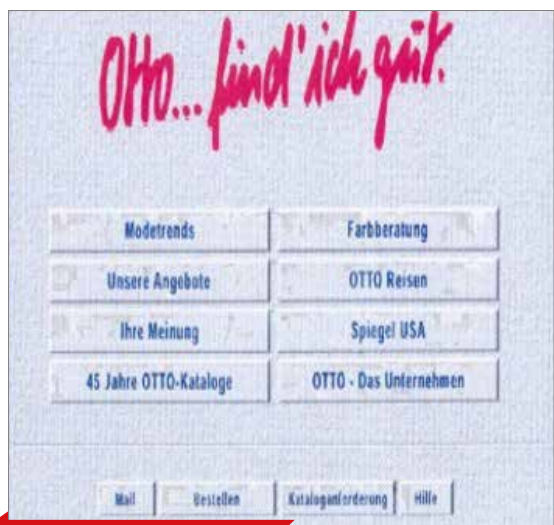 Otto... find' ich gut.
Modetrends
Farbberatung
Unsere Angebote
OTTO Reisen
Ihre Meinung
Spiegel USA
45 Jahre OTTO-Kataloge
OTTO - Das Unternehmen
Mail
Bestellen
Kataloganforderung
Hilfe